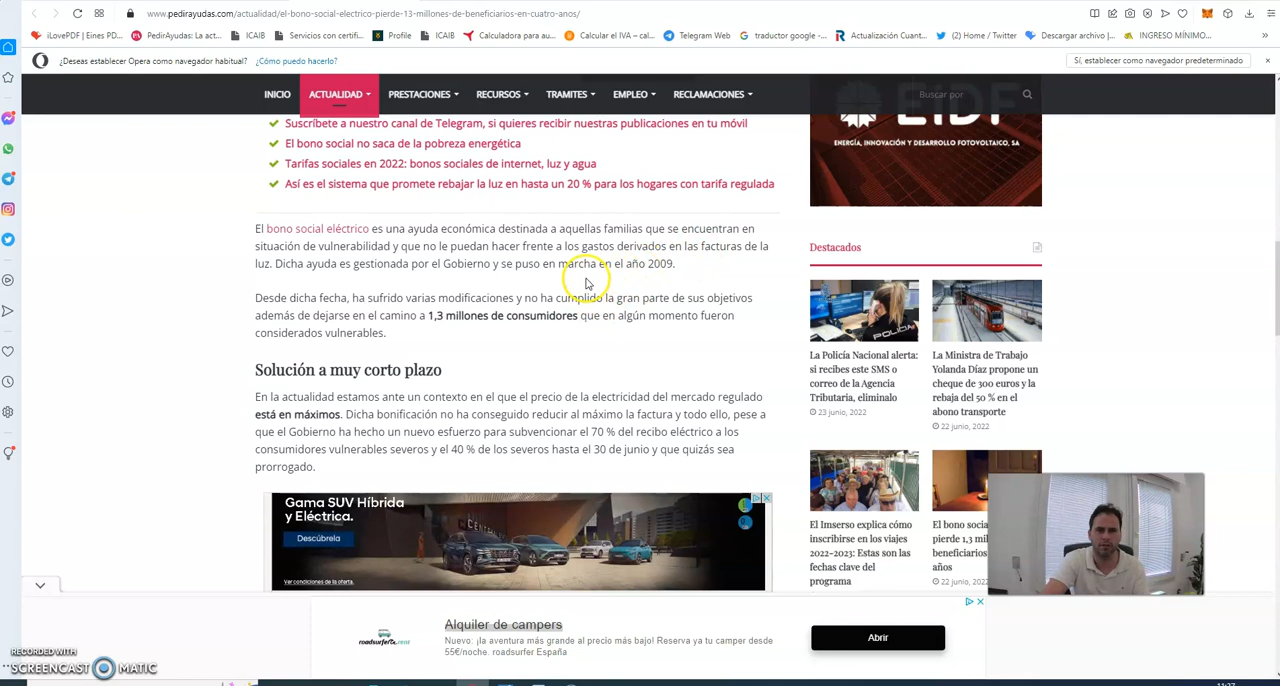 www.pedirayudas.com/actualidad/el-bono-social-electrico-pierde-13-millones-de-beneficiarios-en-cuatro-anos/
iLovePDF | Eines PD... PedirAyudas: La act... ICAIB Servicios con certifi... Profile ICAIB Calculadora para au... Calcular el IVA – cal... Telegram Web traductor google -... Actualización Cuant... (2) Home / Twitter Descargar archivo |... INGRESO MÍNIMO... »
¿Deseas establecer Opera como navegador habitual? ¿Cómo puedo hacerlo? Sí, establecer como navegador predeterminado
INICIO ACTUALIDAD PRESTACIONES RECURSOS TRAMITES EMPLEO RECLAMACIONES Buscar por
EIDF
ENERGÍA, INNOVACIÓN Y DESARROLLO FOTOVOLTAICO, SA
Suscríbete a nuestro canal de Telegram, si quieres recibir nuestras publicaciones en tu móvil
El bono social no saca de la pobreza energética
Tarifas sociales en 2022: bonos sociales de internet, luz y agua
Así es el sistema que promete rebajar la luz en hasta un 20 % para los hogares con tarifa regulada
El bono social eléctrico es una ayuda económica destinada a aquellas familias que se encuentran en
situación de vulnerabilidad y que no le puedan hacer frente a los gastos derivados en las facturas de la
luz. Dicha ayuda es gestionada por el Gobierno y se puso en marcha en el año 2009.
Desde dicha fecha, ha sufrido varias modificaciones y no ha cumplido la gran parte de sus objetivos
además de dejarse en el camino a 1,3 millones de consumidores que en algún momento fueron
considerados vulnerables.
Solución a muy corto plazo
En la actualidad estamos ante un contexto en el que el precio de la electricidad del mercado regulado
está en máximos. Dicha bonificación no ha conseguido reducir al máximo la factura y todo ello, pese a
que el Gobierno ha hecho un nuevo esfuerzo para subvencionar el 70 % del recibo eléctrico a los
consumidores vulnerables severos y el 40 % de los severos hasta el 30 de junio y que quizás sea
prorrogado.
Gama SUV Híbrida
y Eléctrica.
Descúbrela
Ver condiciones de la oferta.
Destacados
POLICIA
La Policía Nacional alerta:
si recibes este SMS o
correo de la Agencia
Tributaria, elimínalo
23 junio, 2022
La Ministra de Trabajo
Yolanda Díaz propone un
cheque de 300 euros y la
rebaja del 50 % en el
abono transporte
22 junio, 2022
El Imserso explica cómo
inscribirse en los viajes
2022-2023: Estas son las
fechas clave del
programa
El bono socia
pierde 1,3 mil
beneficiarios
años
22 junio, 2022
Alquiler de campers
roadsurfer.rent
Nuevo: ¡la aventura más grande al precio más bajo! Reserva ya tu camper desde
55€/noche. roadsurfer España
Abrir
RECORDED WITH
SCREENCAST MATIC
11:27